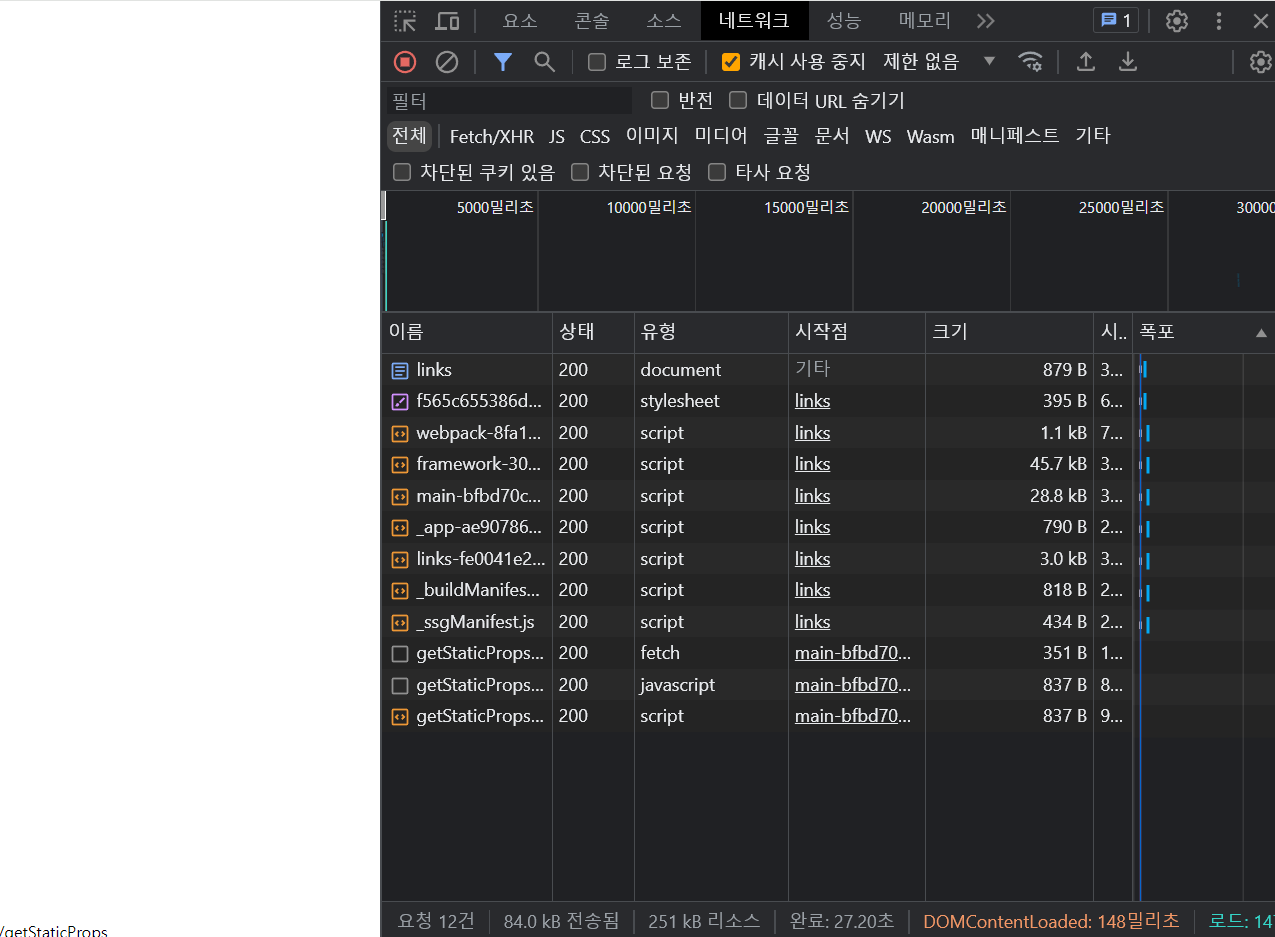 요소 콘솔 소스 네트워크 성능 메모리 1
로그 보존 캐시 사용 중지 제한 없음
필터 반전 데이터 URL 숨기기
전체 Fetch/XHR JS CSS 이미지 미디어 글꼴 문서 WS Wasm 매니페스트 기타
차단된 쿠키 있음 차단된 요청 타사 요청
5000밀리초 10000밀리초 15000밀리초 20000밀리초 25000밀리초 30000
이름 상태 유형 시작점 크기 시.. 폭포
links 200 document 기타 879 B 3...
f565c655386d... 200 stylesheet links 395 B 6...
webpack-8fa1... 200 script links 1.1 kB 7...
framework-30... 200 script links 45.7 kB 3...
main-bfbd70c... 200 script links 28.8 kB 3...
_app-ae90786... 200 script links 790 B 2...
links-fe0041e2... 200 script links 3.0 kB 3...
_buildManifes... 200 script links 818 B 2...
_ssgManifest.js 200 script links 434 B 2...
getStaticProps... 200 fetch main-bfbd70... 351 B 1...
getStaticProps... 200 javascript main-bfbd70... 837 B 8...
getStaticProps... 200 script main-bfbd70... 837 B 9...
요청 12건 84.0 kB 전송됨 251 kB 리소스 완료: 27.20초 DOMContentLoaded: 148밀리초 로드: 147
/getStaticProps